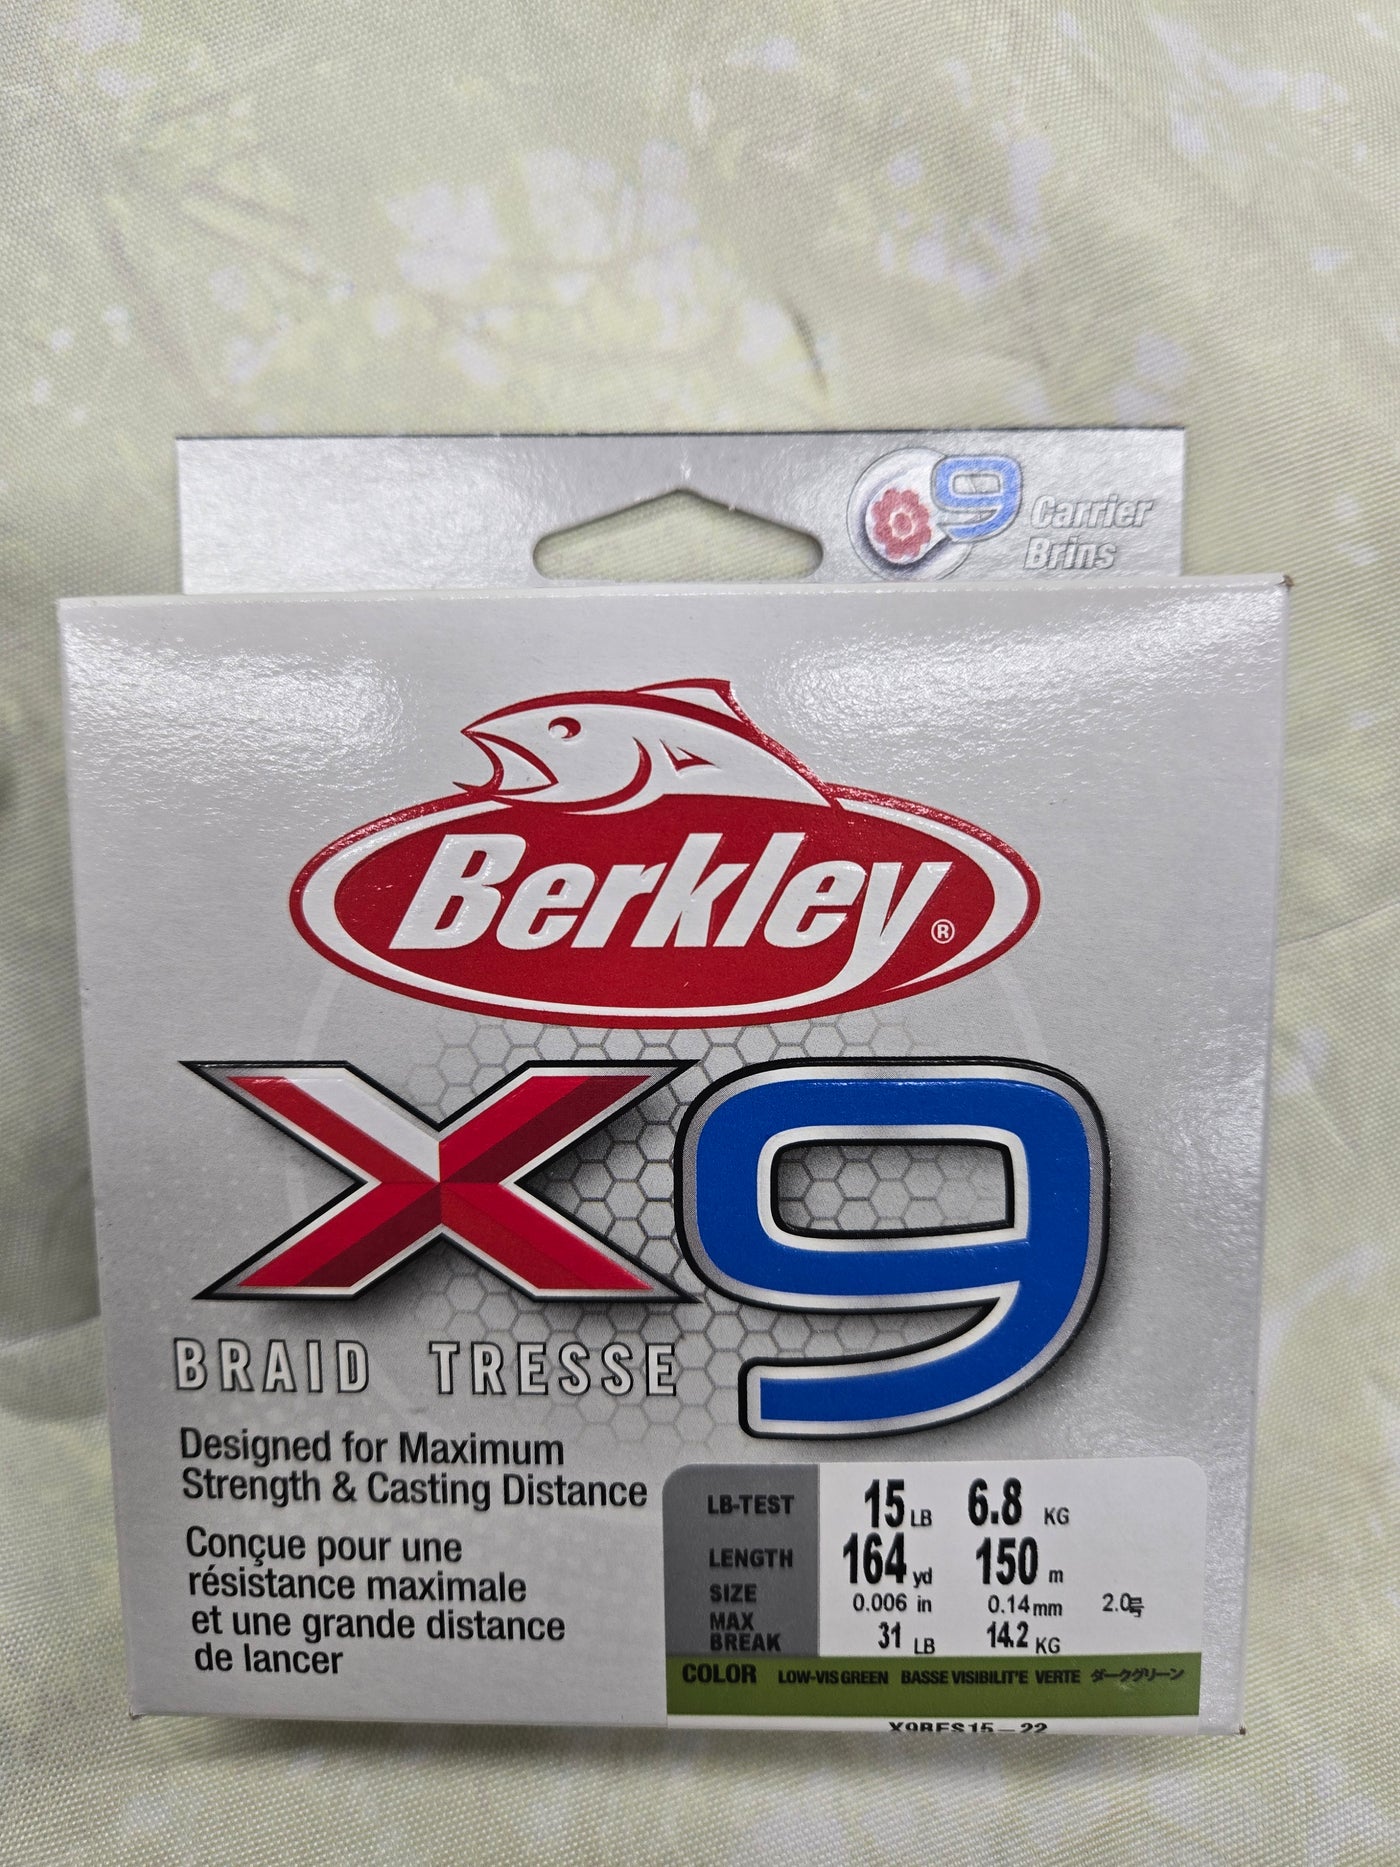 9 Carrier
Brins
Berkley®
X9
BRAID TRESSE
Designed for Maximum
Strength & Casting Distance
Conçue pour une
résistance maximale
et une grande distance
de lancer
LB-TEST 15 LB 6.8 KG
LENGTH 164 yd 150 m
SIZE 0.006 in 0.14 mm 2.0号
MAX
BREAK 31 LB 14.2 KG
COLOR LOW-VIS GREEN BASSE VISIBILIT'E VERTE ダークグリーン
X9BFS15-22